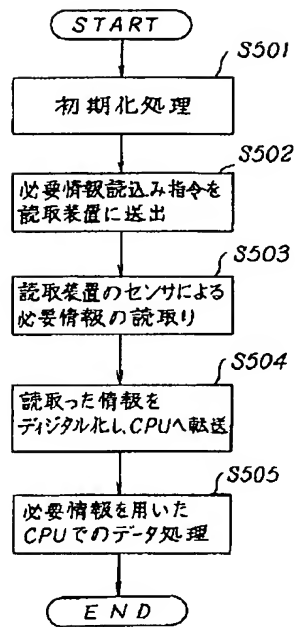 START
S501
初期化処理
S502
必要情報読込み指令を
読取装置に送出
S503
読取装置のセンサによる
必要情報の読取り
S504
読取った情報を
ディジタル化し、CPUへ転送
S505
必要情報を用いた
CPUでのデータ処理
END